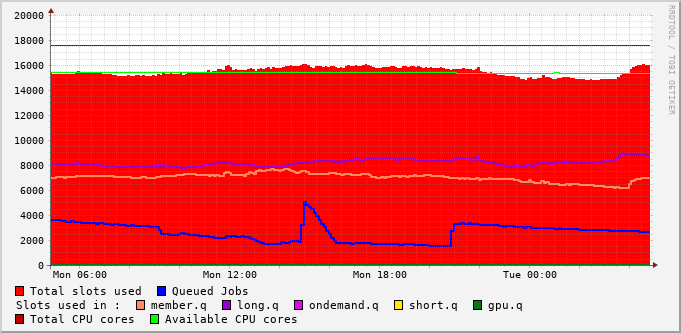 20000
18000
16000
14000
12000
10000
8000
6000
4000
2000
0
Mon 06:00 Mon 12:00 Mon 18:00 Tue 00:00
RRDTOOL / TOBI OETIKER
Total slots used Queued Jobs
Slots used in : member.q long.q ondemand.q short.q gpu.q
Total CPU cores Available CPU cores